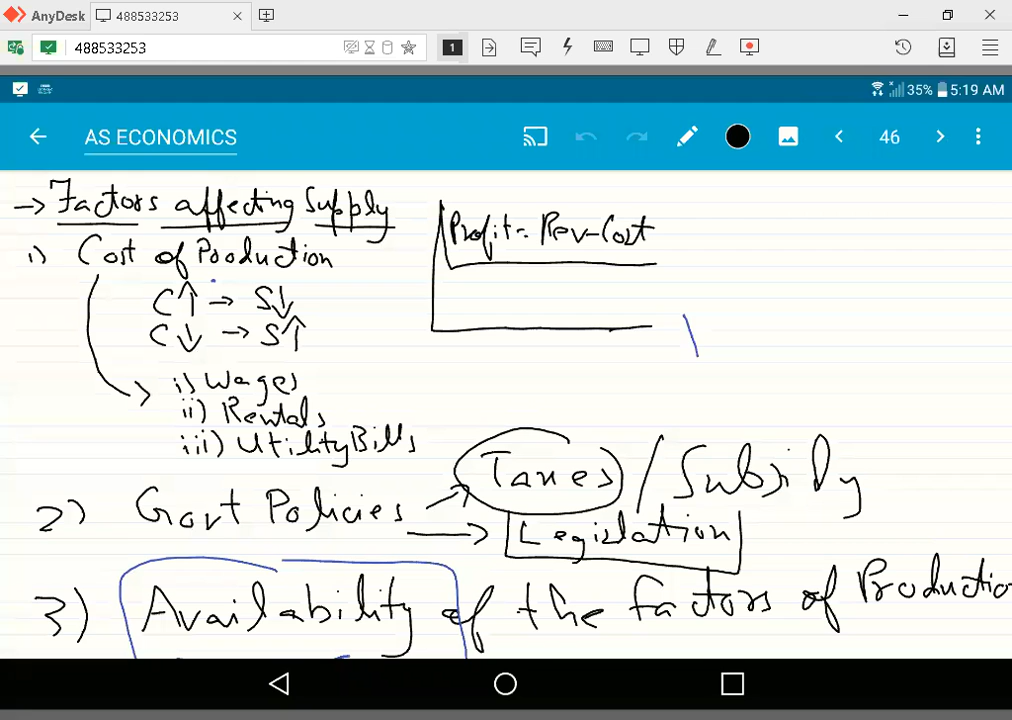 AnyDesk
488533253
488533253
1
35%
5:19 AM
AS ECONOMICS
46
→ Factors affecting Supply
Profit = Rev-Cost
1) Cost of Production
C↑ → S↓
C↓ → S↑
i) Wages
ii) Rentals
iii) Utility Bills
Taxes / Subsidy
2) Govt Policies
Legislation
3) Availability of the factors of Productio